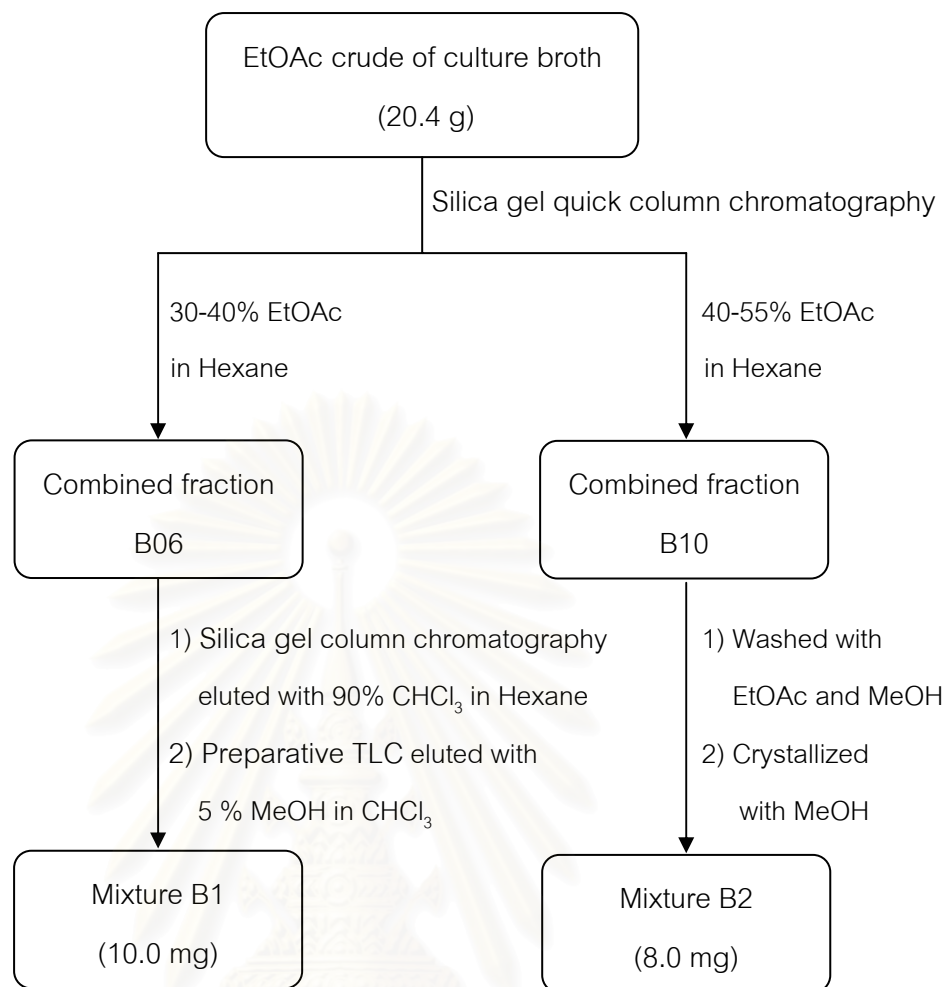 EtOAc crude of culture broth
(20.4 g)
Silica gel quick column chromatography
30-40% EtOAc
in Hexane
40-55% EtOAc
in Hexane
Combined fraction
B06
Combined fraction
B10
1) Silica gel column chromatography
eluted with 90% CHCl₃ in Hexane
2) Preparative TLC eluted with
5 % MeOH in CHCl₃
1) Washed with
EtOAc and MeOH
2) Crystallized
with MeOH
Mixture B1
(10.0 mg)
Mixture B2
(8.0 mg)